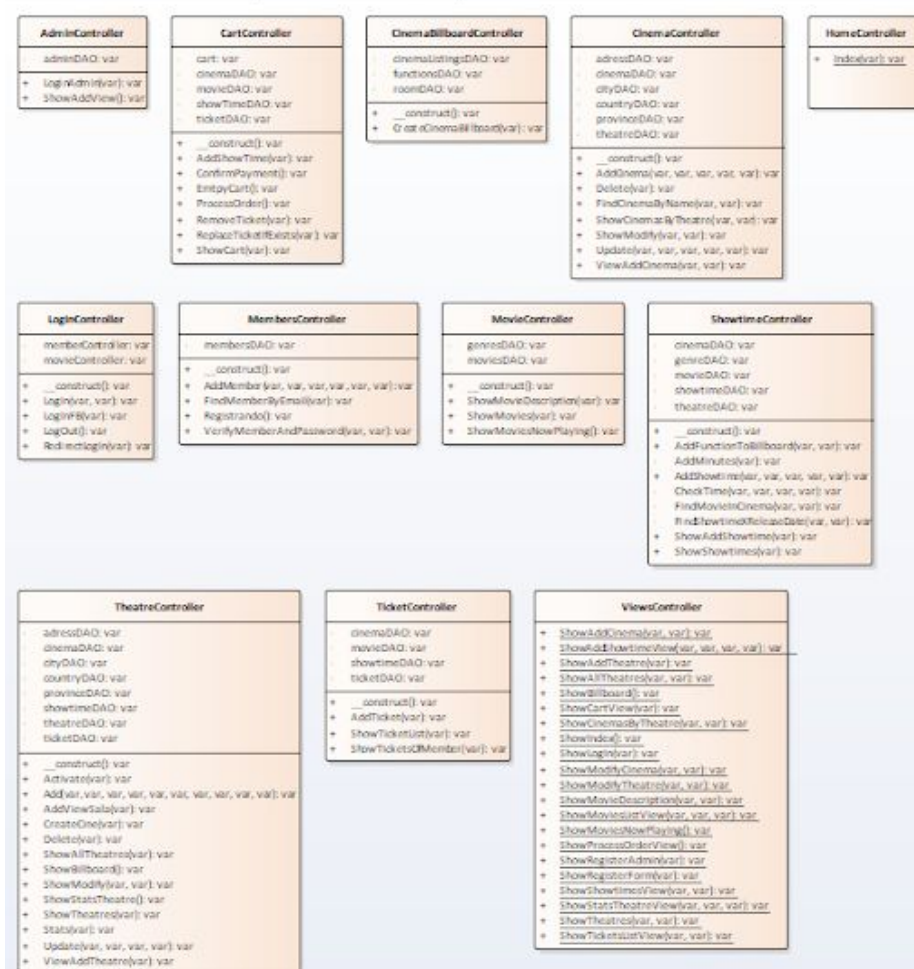 AdminController
adminDAO: var
+ LoginAdmin(var): var
+ ShowAddView(): var
CartController
cart: var
cinemaDAO: var
movieDAO: var
showTimeDAO: var
ticketDAO: var
+ __construct(): var
+ AddShowTime(var): var
+ ConfirmPayment(): var
+ EmtpyCart(): var
+ ProcessOrder(): var
+ RemoveTicket(var): var
+ ReplaceTicketIfExists(var): var
+ ShowCart(var): var
CinemaBillboardController
cinemaListingsDAO: var
functionsDAO: var
roomDAO: var
+ __construct(): var
+ CreateCinemaBillboard(var): var
CinemaController
adressDAO: var
cinemaDAO: var
cityDAO: var
countryDAO: var
provinceDAO: var
theatreDAO: var
+ __construct(): var
+ AddCinema(var, var, var, var, var): var
+ Delete(var): var
+ FindCinemaByName(var, var): var
+ ShowCinemasByTheatre(var, var): var
+ ShowModify(var, var): var
+ Update(var, var, var, var, var): var
+ ViewAddCinema(var, var): var
HomeController
+ Index(var): var
LoginController
memberController: var
movieController: var
+ __construct(): var
+ Login(var, var): var
+ LoginFB(var): var
+ LogOut(): var
RedirectLogin(var): var
MembersController
membersDAO: var
+ __construct(): var
+ AddMember(var, var, var, var, var, var): var
+ FindMemberByEmail(var): var
+ Registrando(): var
+ VerifyMemberAndPassword(var, var): var
MovieController
genresDAO: var
moviesDAO: var
+ __construct(): var
+ ShowMovieDescription(var): var
+ ShowMovies(var): var
+ ShowMoviesNowPlaying(): var
ShowtimeController
cinemaDAO: var
genreDAO: var
movieDAO: var
showtimeDAO: var
theatreDAO: var
+ __construct(): var
+ AddFunctionToBillboard(var, var): var
AddMinutes(var): var
+ AddShowtime(var, var, var, var, var): var
CheckTime(var, var, var, var): var
FindMovieInCinema(var, var): var
FindShowtimeXReleaseDate(var, var): var
+ ShowAddShowtime(var): var
+ ShowShowtimes(var): var
TheatreController
adressDAO: var
cinemaDAO: var
cityDAO: var
countryDAO: var
provinceDAO: var
showtimeDAO: var
theatreDAO: var
ticketDAO: var
+ __construct(): var
+ Activate(var): var
+ Add(var, var, var, var, var, var, var, var, var): var
+ AddViewSala(var): var
+ CreateCine(var): var
+ Delete(var): var
+ ShowAllTheatres(var): var
+ ShowBillboard(): var
+ ShowModify(var, var): var
+ ShowStatsTheatre(): var
+ ShowTheatres(var): var
+ Stats(var): var
+ Update(var, var, var, var): var
+ ViewAddTheatre(var): var
TicketController
cinemaDAO: var
movieDAO: var
showtimeDAO: var
ticketDAO: var
+ __construct(): var
+ AddTicket(var): var
+ ShowTicketList(var): var
+ ShowTicketsOfMember(var): var
ViewsController
+ ShowAddCinema(var, var): var
+ ShowAddShowtimeView(var, var, var, var): var
+ ShowAddTheatre(var): var
+ ShowAllTheatres(var, var): var
+ ShowBillboard(): var
+ ShowCartView(var): var
+ ShowCinemasByTheatre(var, var): var
+ ShowIndex(): var
+ ShowLogin(var): var
+ ShowModifyCinema(var, var): var
+ ShowModifyTheatre(var, var): var
+ ShowMovieDescription(var): var
+ ShowMoviesListView(var, var, var): var
+ ShowMoviesNowPlaying(): var
+ ShowProcessOrderView(): var
+ ShowRegisterAdmin(var): var
+ ShowRegisterForm(var): var
+ ShowShowtimesView(var, var): var
+ ShowStatsTheatreView(var, var, var): var
+ ShowTheatres(var, var): var
+ ShowTicketsListView(var): var